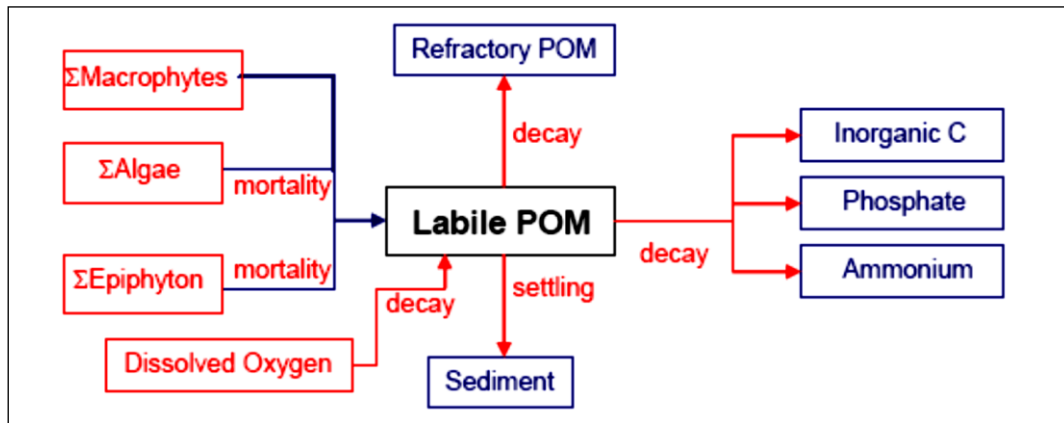 Refractory POM
ΣMacrophytes
decay
Inorganic C
ΣAlgae
mortality
Labile POM
Phosphate
decay
ΣEpiphyton
mortality
Ammonium
decay
settling
Dissolved Oxygen
Sediment